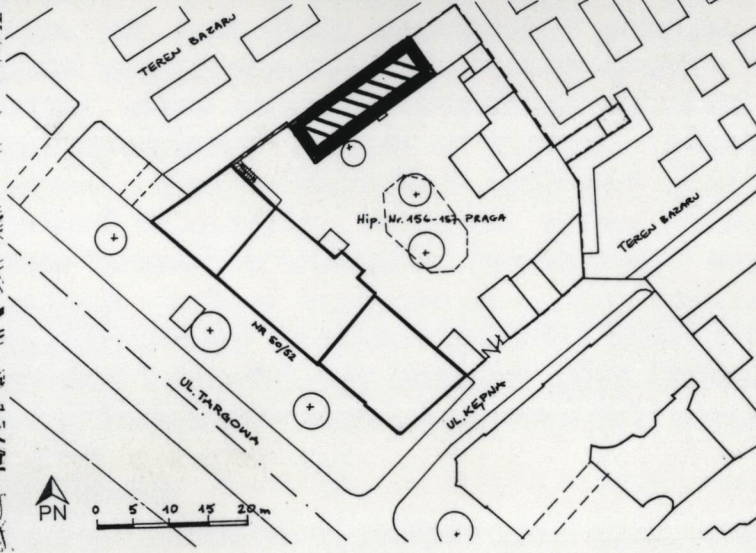 TEREN BAZARU
Hip. Nr. 156-157 PRAGA
TEREN BAZARU
NR 50/52
UL. TARGOWA
UL. KĘPNA
PN
0 5 10 15 20 m